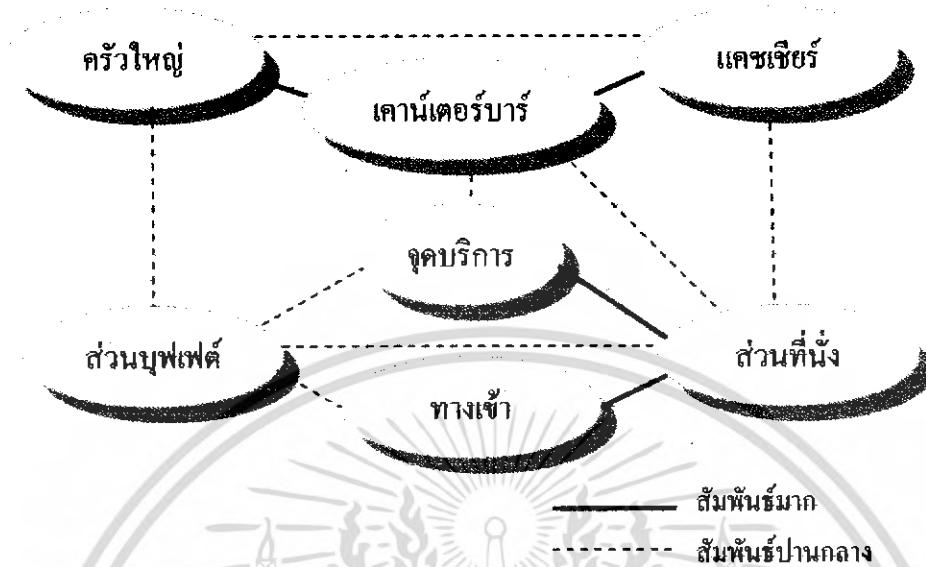 ครัวใหญ่
แคชเชียร์
เคาน์เตอร์บาร์
จุดบริการ
ส่วนบุฟเฟต์
ส่วนที่นั่ง
ทางเข้า
สัมพันธ์มาก
สัมพันธ์ปานกลาง